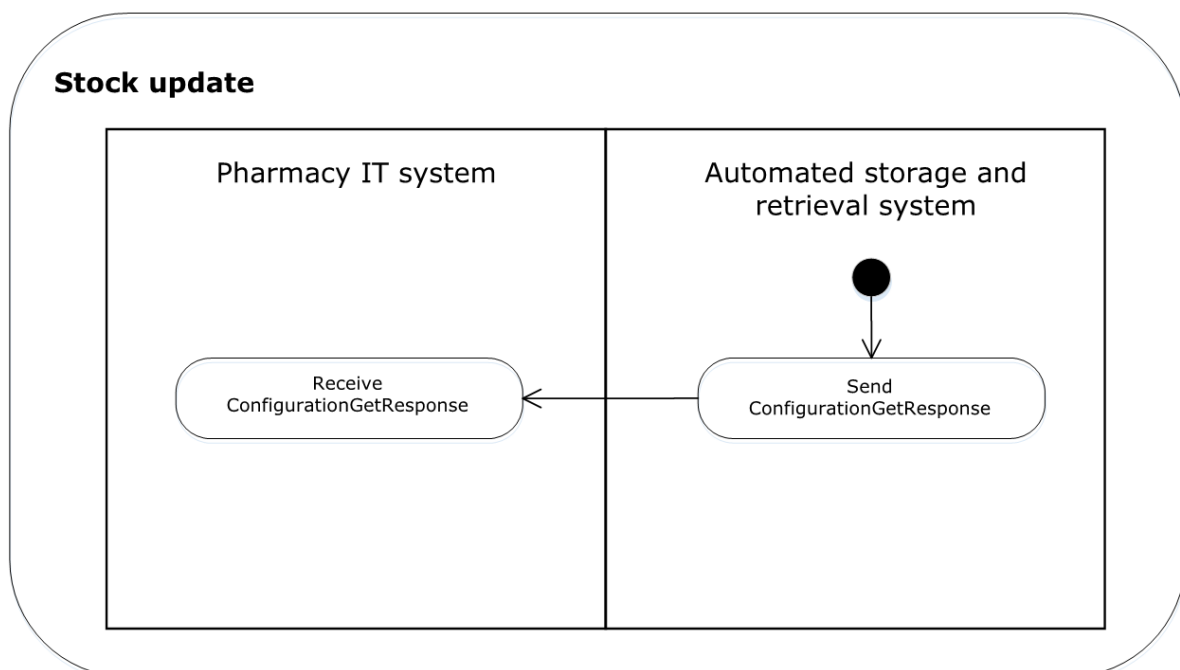 Stock update
Pharmacy IT system
Automated storage and
retrieval system
Receive
ConfigurationGetResponse
Send
ConfigurationGetResponse